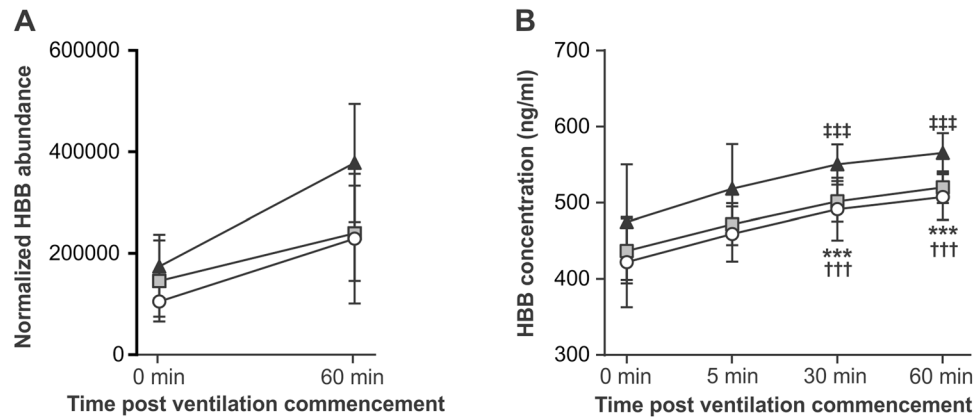 A
Normalized HBB abundance
600000
400000
200000
0
0 min 60 min
Time post ventilation commencement
B
HBB concentration (ng/ml)
700
600
500
400
300
‡‡‡ ‡‡‡
*** ***
††† †††
0 min 5 min 30 min 60 min
Time post ventilation commencement